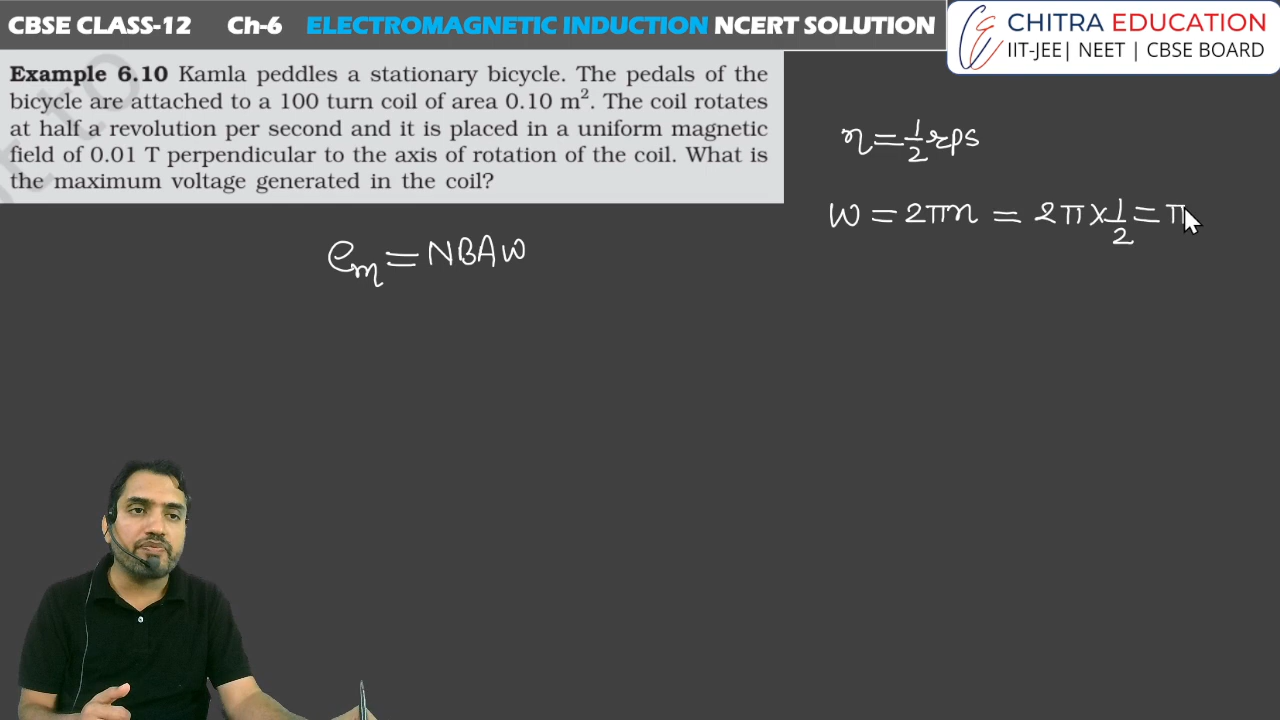 CBSE CLASS-12 Ch-6 ELECTROMAGNETIC INDUCTION NCERT SOLUTION
CHITRA EDUCATION
IIT-JEE| NEET | CBSE BOARD
Example 6.10 Kamla peddles a stationary bicycle. The pedals of the
bicycle are attached to a 100 turn coil of area 0.10 m². The coil rotates
at half a revolution per second and it is placed in a uniform magnetic
field of 0.01 T perpendicular to the axis of rotation of the coil. What is
the maximum voltage generated in the coil?
n = 1/2 rps
w = 2πn = 2π × 1/2 = π
em = NBAW